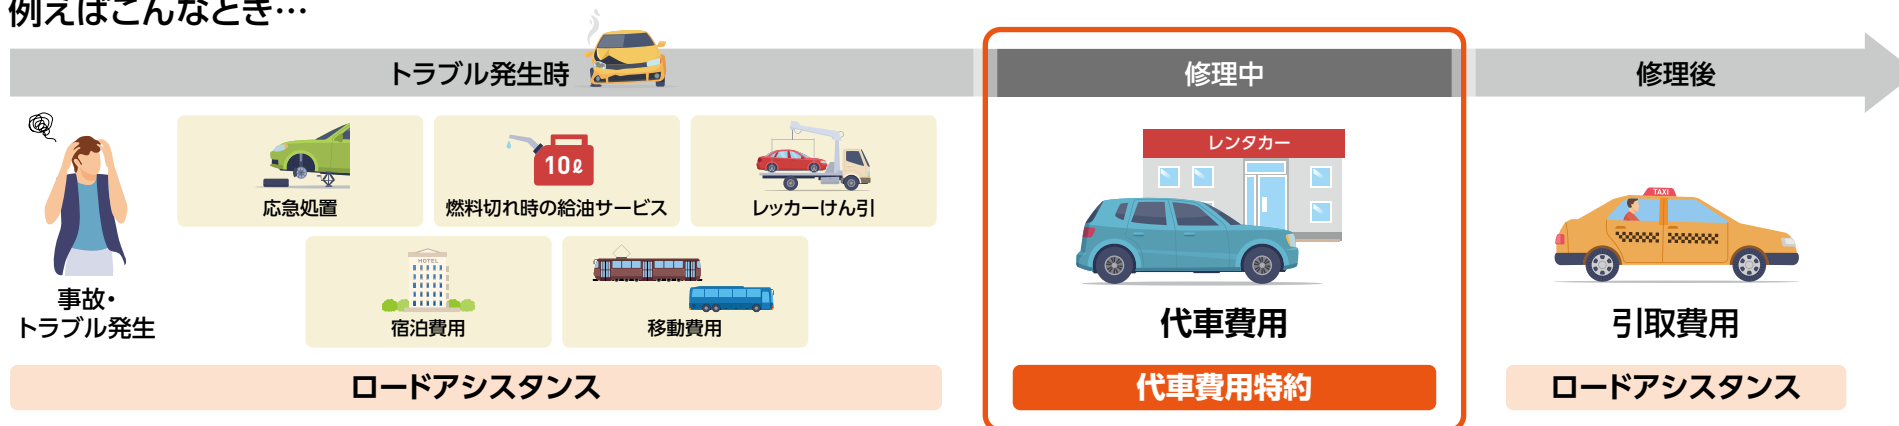 例えばこんなとき…
トラブル発生時
修理中
修理後
事故・
トラブル発生
応急処置
10ℓ
燃料切れ時の給油サービス
レッカーけん引
HOTEL
宿泊費用
移動費用
レンタカー
代車費用
TAXI
引取費用
ロードアシスタンス
代車費用特約
ロードアシスタンス